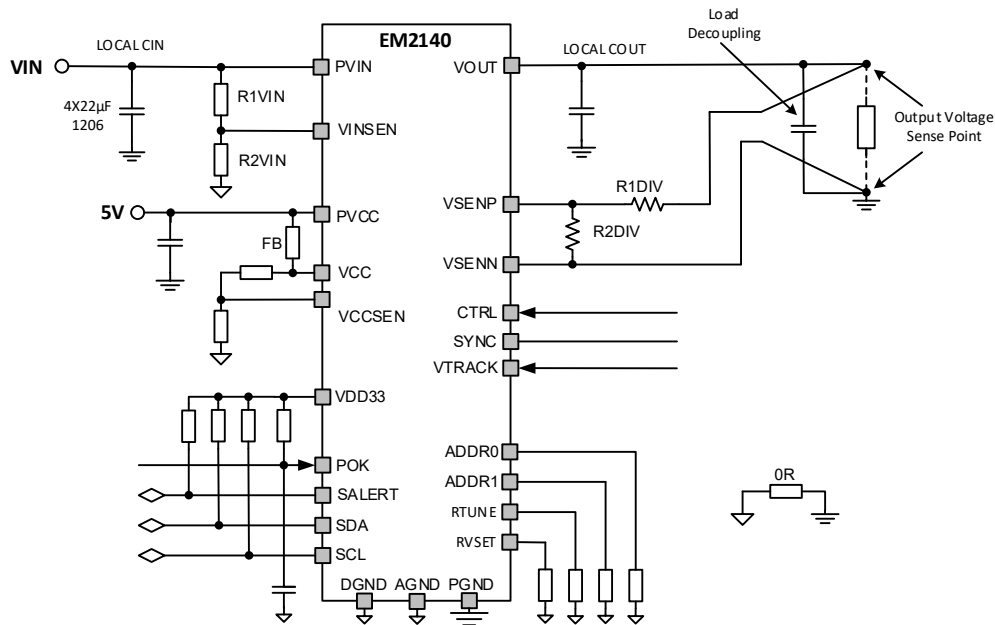 EM2140
LOCAL CIN
VIN
PVIN
R1VIN
4X22µF
1206
VINSEN
R2VIN
5V
PVCC
FB
VCC
VCCSEN
VDD33
POK
SALERT
SDA
SCL
DGND
AGND
PGND
VOUT
LOCAL COUT
Load
Decoupling
Output Voltage
Sense Point
R1DIV
VSENP
R2DIV
VSENN
CTRL
SYNC
VTRACK
ADDR0
ADDR1
RTUNE
RVSET
0R